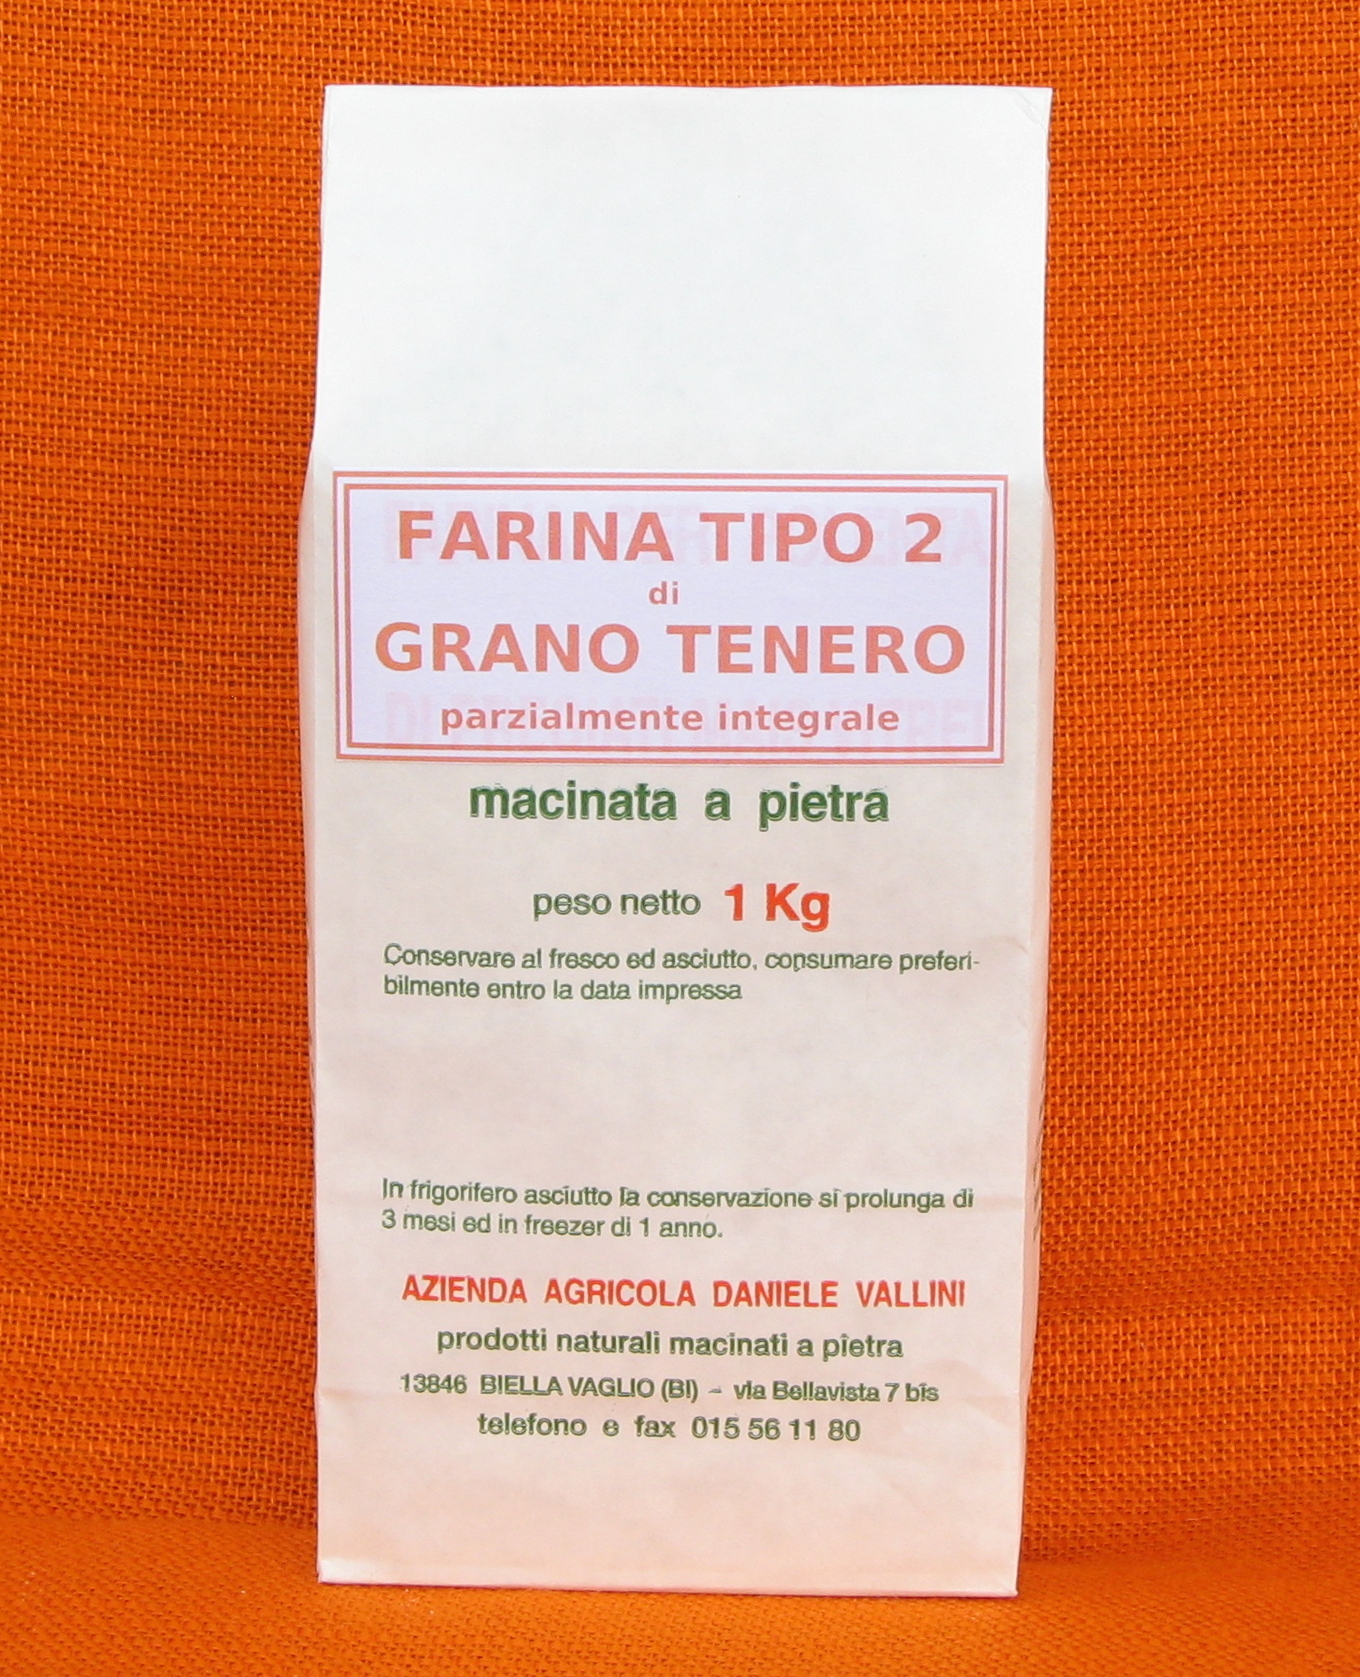 FARINA TIPO 2
di
GRANO TENERO
parzialmente integrale
macinata a pietra
peso netto 1 Kg
Conservare al fresco ed asciutto, consumare preferi-
bilmente entro la data impressa
In frigorifero asciutto la conservazione si prolunga di
3 mesi ed in freezer di 1 anno.
AZIENDA AGRICOLA DANIELE VALLINI
prodotti naturali macinati a pietra
13846 BIELLA VAGLIO (BI) - via Bellavista 7 bis
telefono e fax 015 56 11 80